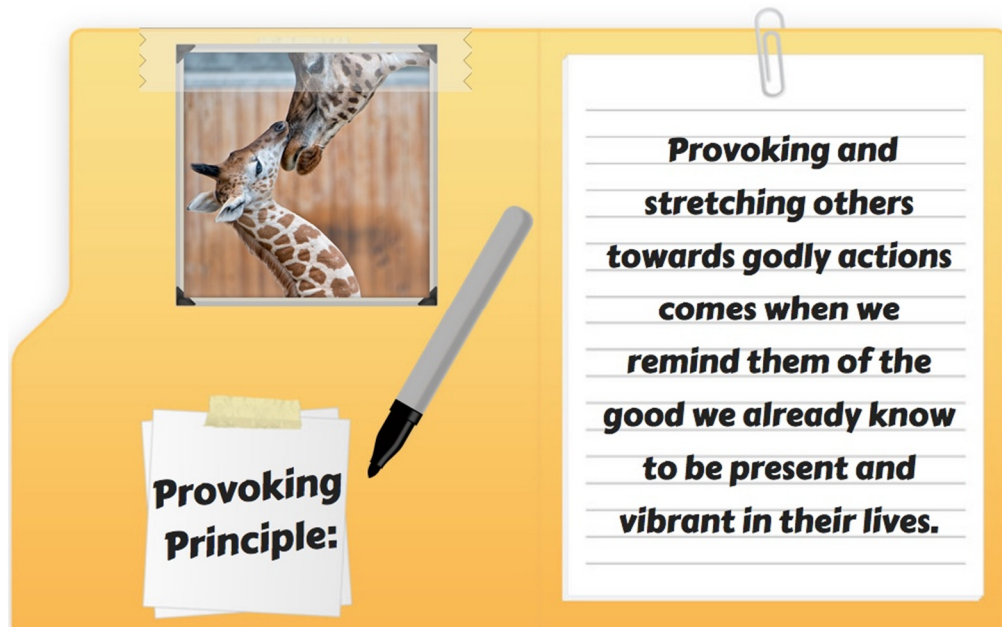 Provoking
Principle:
Provoking and
stretching others
towards godly actions
comes when we
remind them of the
good we already know
to be present and
vibrant in their lives.